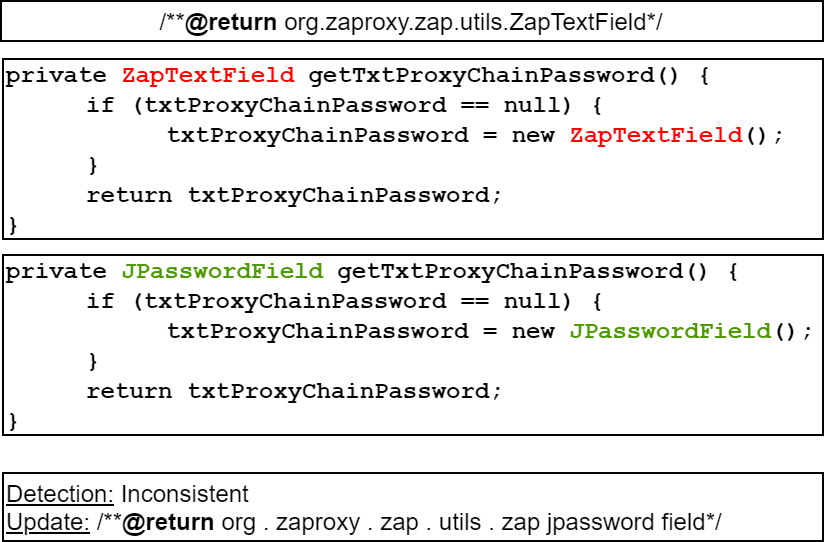 /**@return org.zaproxy.zap.utils.ZapTextField*/
private ZapTextField getTxtProxyChainPassword() {
if (txtProxyChainPassword == null) {
txtProxyChainPassword = new ZapTextField();
}
return txtProxyChainPassword;
}
private JPasswordField getTxtProxyChainPassword() {
if (txtProxyChainPassword == null) {
txtProxyChainPassword = new JPasswordField();
}
return txtProxyChainPassword;
}
Detection: Inconsistent
Update: /**@return org . zaproxy . zap . utils . zap jpassword field*/